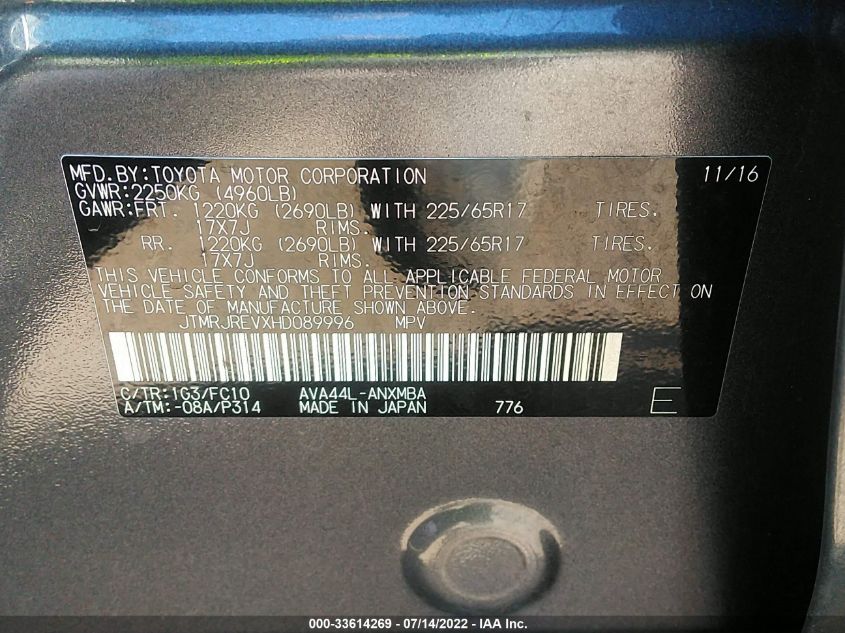 MFD.BY:TOYOTA MOTOR CORPORATION 11/16
GVWR:2250KG (4960LB)
GAWR:FRT. 1220KG (2690LB) WITH 225/65R17 TIRES.
17X7J RIMS.
RR. 1220KG (2690LB) WITH 225/65R17 TIRES.
17X7J RIMS.
THIS VEHICLE CONFORMS TO ALL APPLICABLE FEDERAL MOTOR
VEHICLE SAFETY AND THEFT PREVENTION STANDARDS IN EFFECT ON
THE DATE OF MANUFACTURE SHOWN ABOVE.
JTMRJREVXHD089996 MPV
C/TR:1G3/FC10 AVA44L-ANXMBA
A/TM:-08A/P314 MADE IN JAPAN 776 E
000-33614269 - 07/14/2022 - IAA Inc.